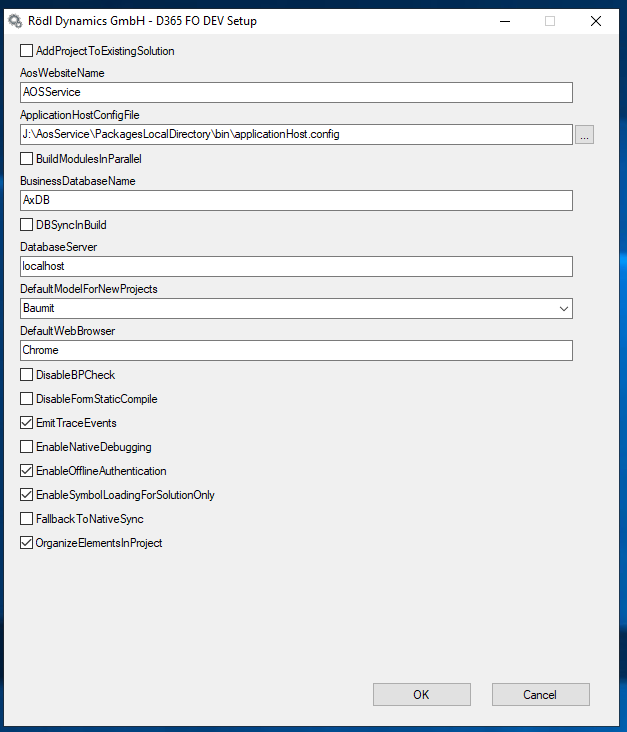 Rödl Dynamics GmbH - D365 FO DEV Setup
AddProjectToExistingSolution
AosWebsiteName
AOSService
ApplicationHostConfigFile
J:\AosService\PackagesLocalDirectory\bin\applicationHost.config
...
BuildModulesInParallel
BusinessDatabaseName
AxDB
DBSyncInBuild
DatabaseServer
localhost
DefaultModelForNewProjects
Baumit
DefaultWebBrowser
Chrome
DisableBPCheck
DisableFormStaticCompile
EmitTraceEvents
EnableNativeDebugging
EnableOfflineAuthentication
EnableSymbolLoadingForSolutionOnly
FallbackToNativeSync
OrganizeElementsInProject
OK
Cancel